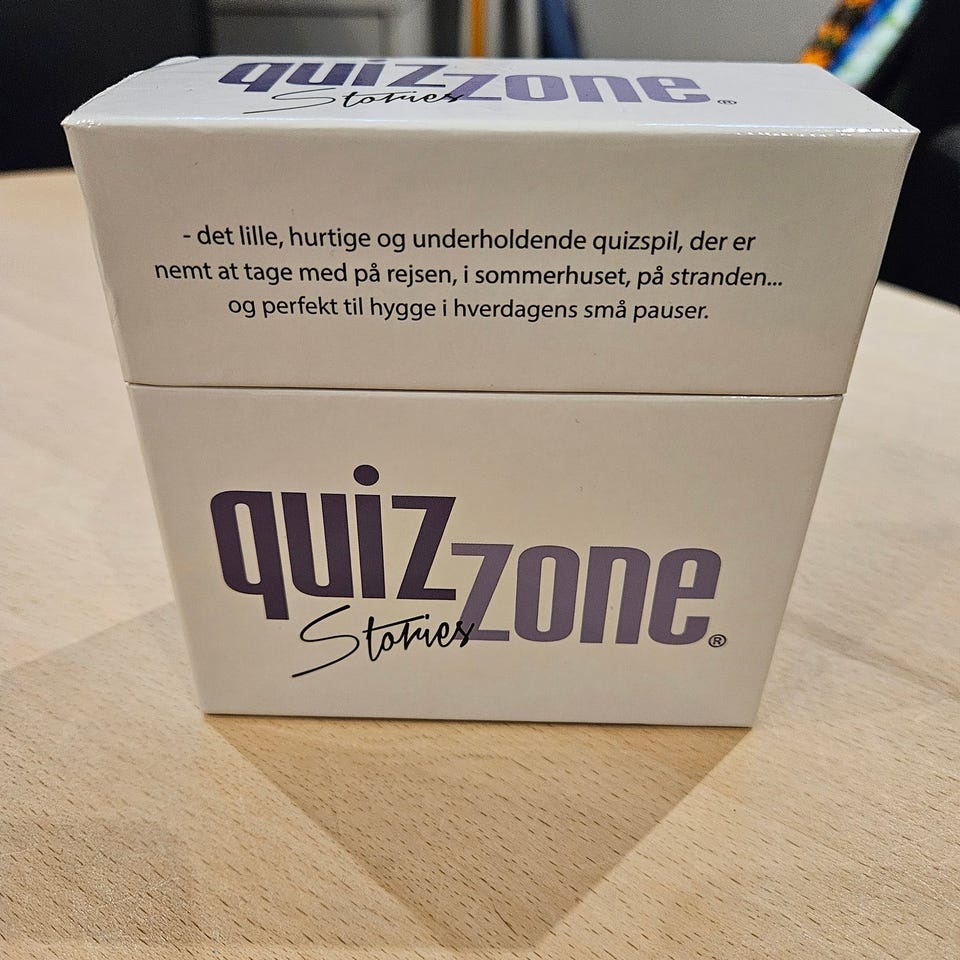 quizzone®
Stories
- det lille, hurtige og underholdende quizspil, der er
nemt at tage med på rejsen, i sommerhuset, på stranden...
og perfekt til hygge i hverdagens små pauser.
quizzone®
Stories